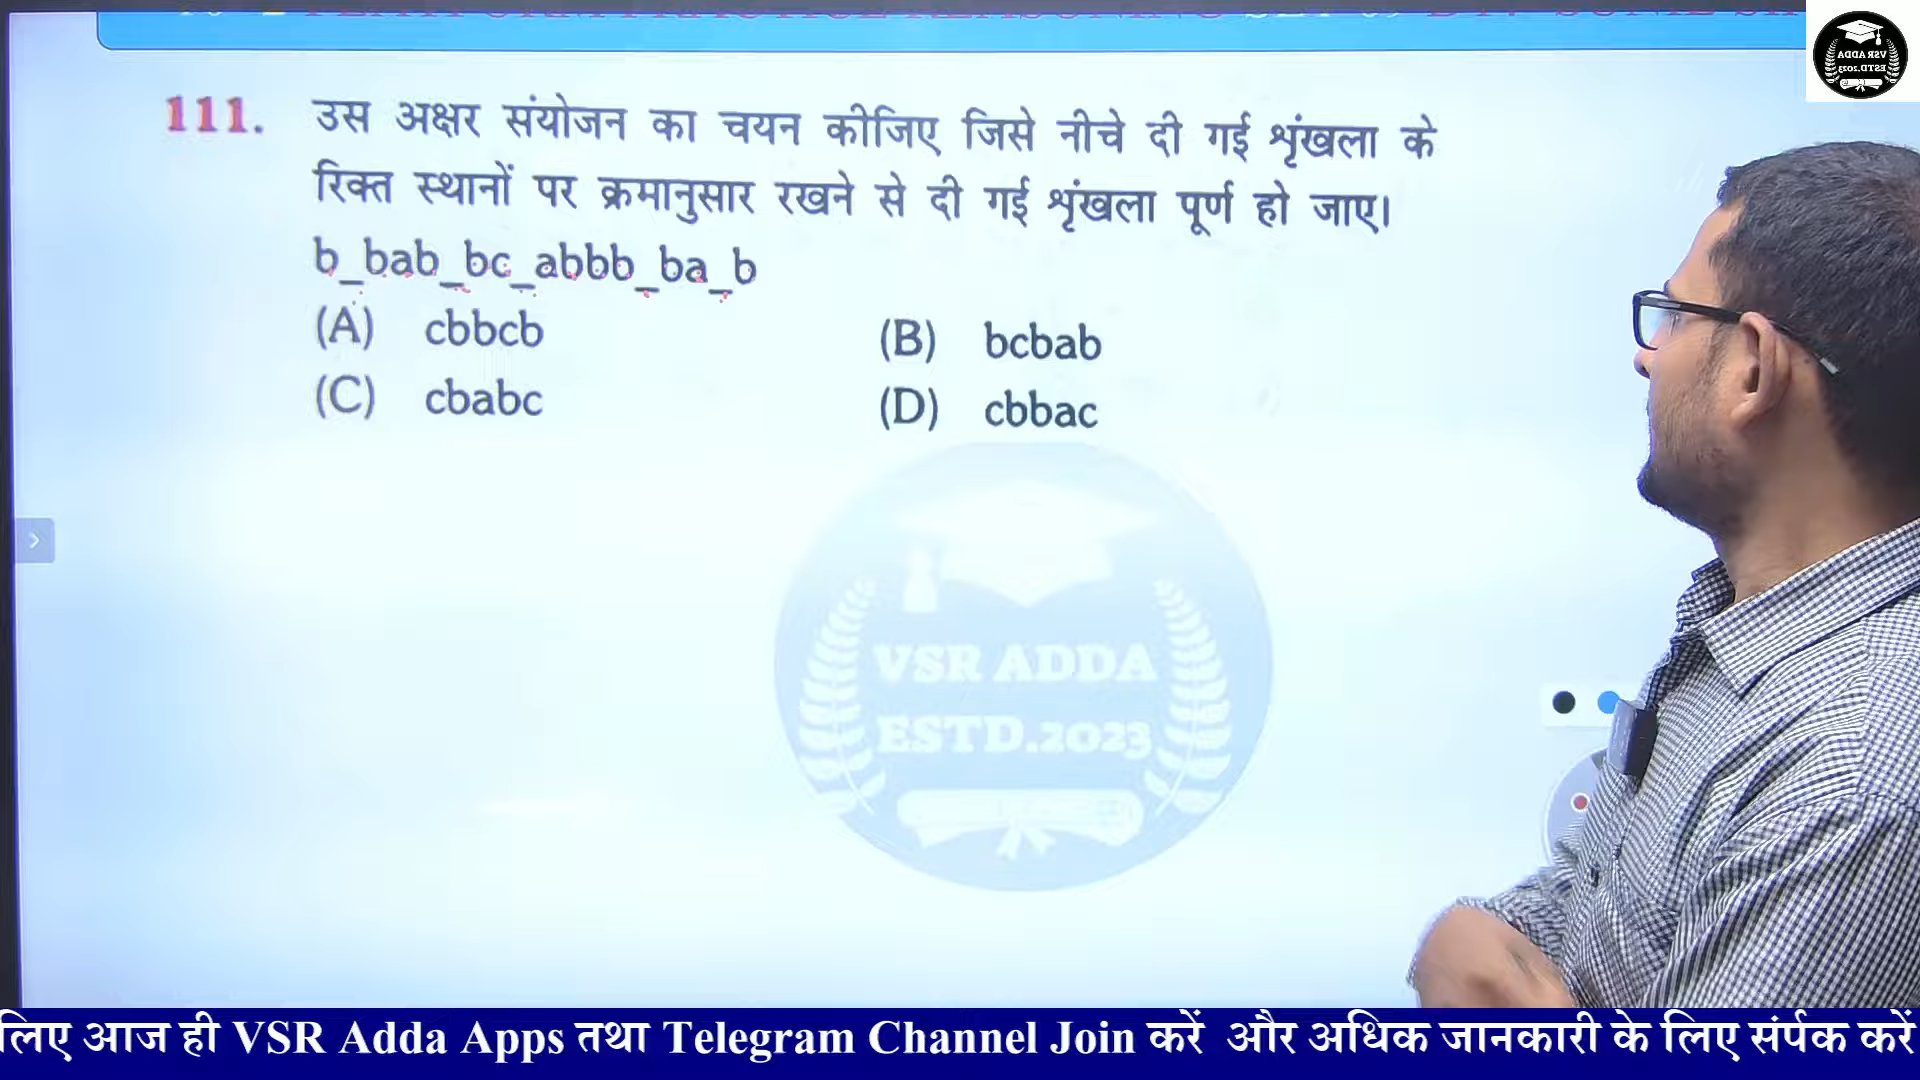 111. उस अक्षर संयोजन का चयन कीजिए जिसे नीचे दी गई शृंखला के
रिक्त स्थानों पर क्रमानुसार रखने से दी गई शृंखला पूर्ण हो जाए।
b_bab_bc_abbb_ba_b
(A) cbbcb (B) bcbab
(C) cbabc (D) cbbac
VSR ADDA
ESTD.2023
लिए आज ही VSR Adda Apps तथा Telegram Channel Join करें और अधिक जानकारी के लिए संर्पक करें